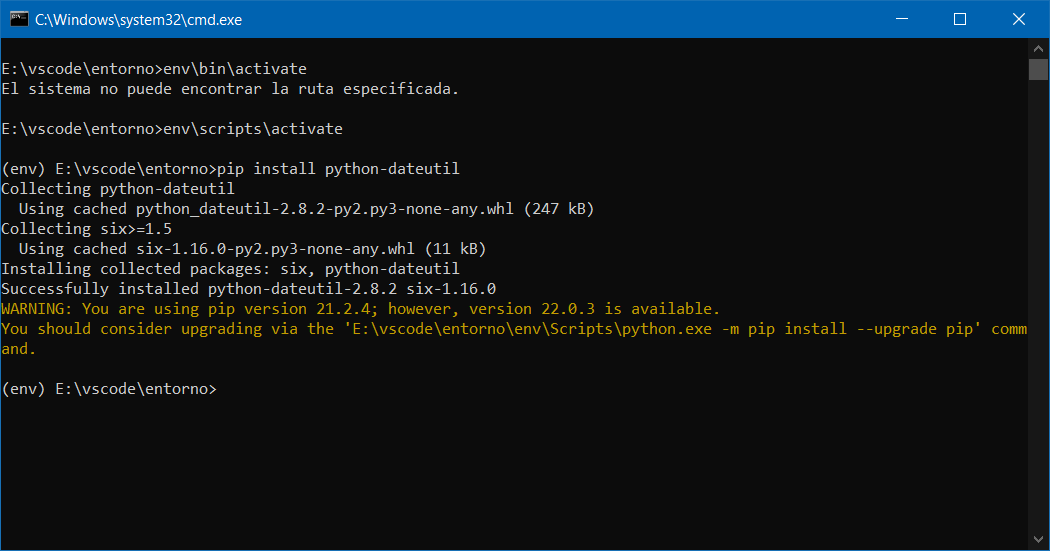 C:\Windows\system32\cmd.exe
E:\vscode\entorno>env\bin\activate
El sistema no puede encontrar la ruta especificada.
E:\vscode\entorno>env\scripts\activate
(env) E:\vscode\entorno>pip install python-dateutil
Collecting python-dateutil
  Using cached python_dateutil-2.8.2-py2.py3-none-any.whl (247 kB)
Collecting six>=1.5
  Using cached six-1.16.0-py2.py3-none-any.whl (11 kB)
Installing collected packages: six, python-dateutil
Successfully installed python-dateutil-2.8.2 six-1.16.0
WARNING: You are using pip version 21.2.4; however, version 22.0.3 is available.
You should consider upgrading via the 'E:\vscode\entorno\env\Scripts\python.exe -m pip install --upgrade pip' comm
and.
(env) E:\vscode\entorno>